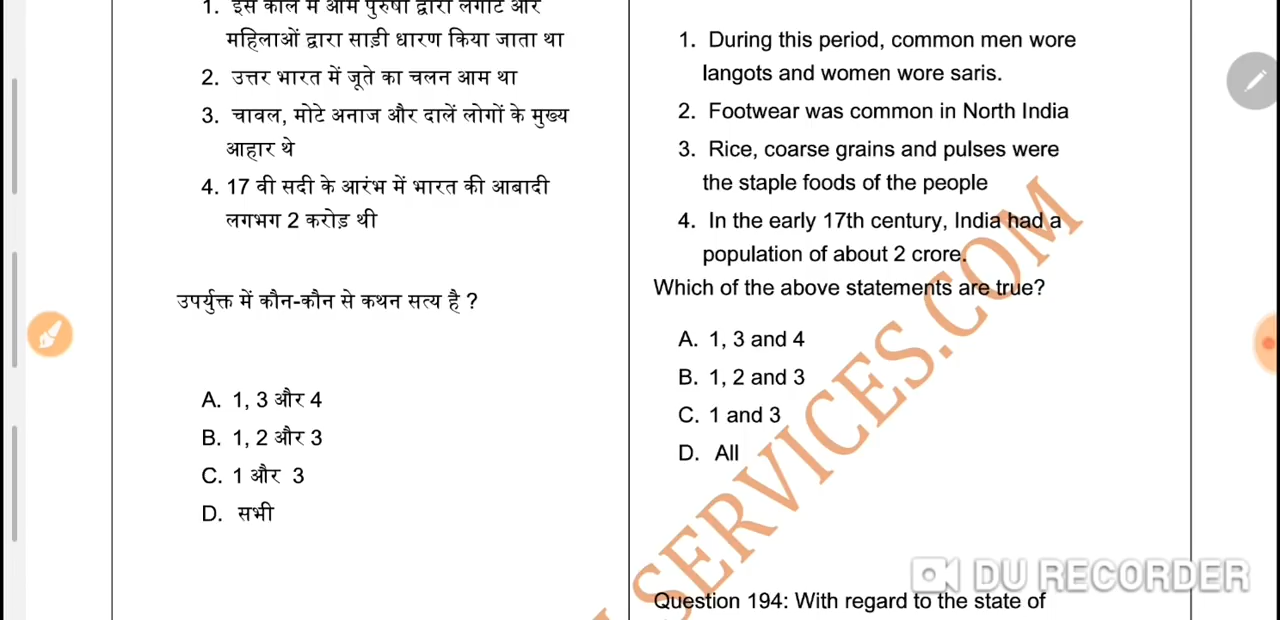 1. इस काल में आम पुरुषों द्वारा लंगोट और
महिलाओं द्वारा साड़ी धारण किया जाता था
2. उत्तर भारत में जूते का चलन आम था
3. चावल, मोटे अनाज और दालें लोगों के मुख्य
आहार थे
4. 17 वी सदी के आरंभ में भारत की आबादी
लगभग 2 करोड़ थी
उपर्युक्त में कौन-कौन से कथन सत्य है ?
A. 1, 3 और 4
B. 1, 2 और 3
C. 1 और 3
D. सभी
1. During this period, common men wore
langots and women wore saris.
2. Footwear was common in North India
3. Rice, coarse grains and pulses were
the staple foods of the people
4. In the early 17th century, India had a
population of about 2 crore.
Which of the above statements are true?
A. 1, 3 and 4
B. 1, 2 and 3
C. 1 and 3
D. All
Question 194: With regard to the state of
SERVICES.COM
DU RECORDER